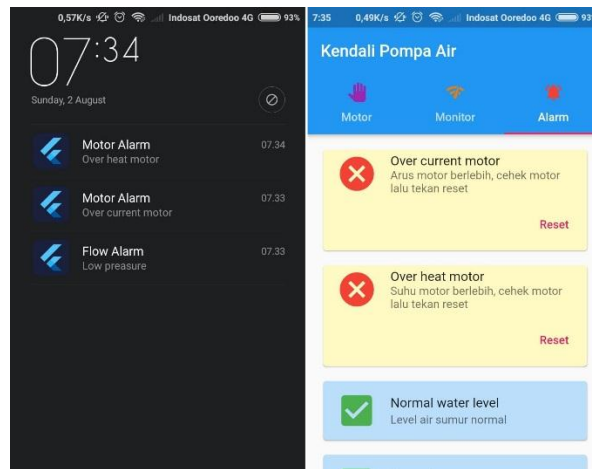 0,57K/s Indosat Ooredoo 4G 93%
07:34
Sunday, 2 August
Motor Alarm 07.34
Over heat motor
Motor Alarm 07.33
Over current motor
Flow Alarm 07.33
Low preasure
7:35 0,49K/s Indosat Ooredoo 4G 93
Kendali Pompa Air
Motor Monitor Alarm
Over current motor
Arus motor berlebih, cehek motor
lalu tekan reset
Reset
Over heat motor
Suhu motor berlebih, cehek motor
lalu tekan reset
Reset
Normal water level
Level air sumur normal